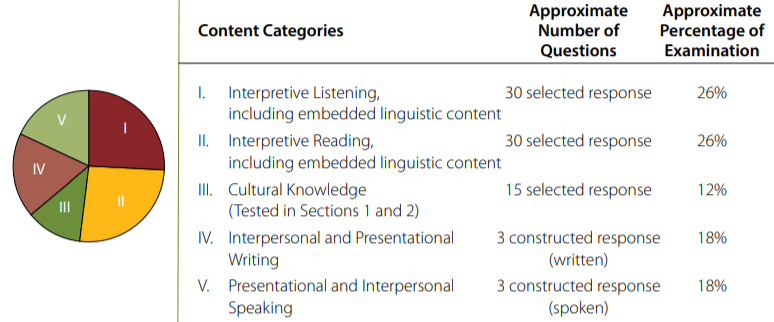 Content Categories
Approximate Number of Questions
Approximate Percentage of Examination
I. Interpretive Listening, 30 selected response 26%
including embedded linguistic content
II. Interpretive Reading, 30 selected response 26%
including embedded linguistic content
III. Cultural Knowledge 15 selected response 12%
(Tested in Sections 1 and 2)
IV. Interpersonal and Presentational 3 constructed response 18%
Writing (written)
V. Presentational and Interpersonal 3 constructed response 18%
Speaking (spoken)
I
II
III
IV
V